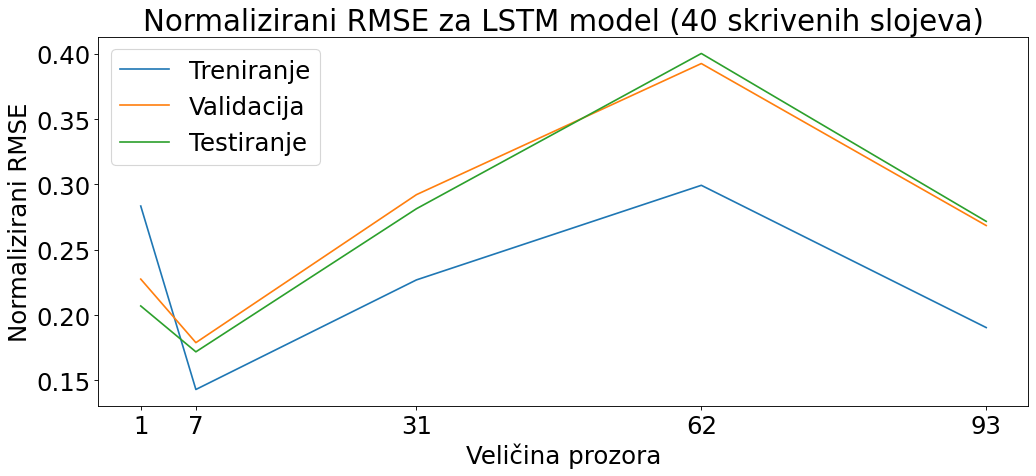 Normalizirani RMSE za LSTM model (40 skrivenih slojeva)
Normalizirani RMSE
0.40
0.35
0.30
0.25
0.20
0.15
Treniranje
Validacija
Testiranje
1 7 31 62 93
Veličina prozora